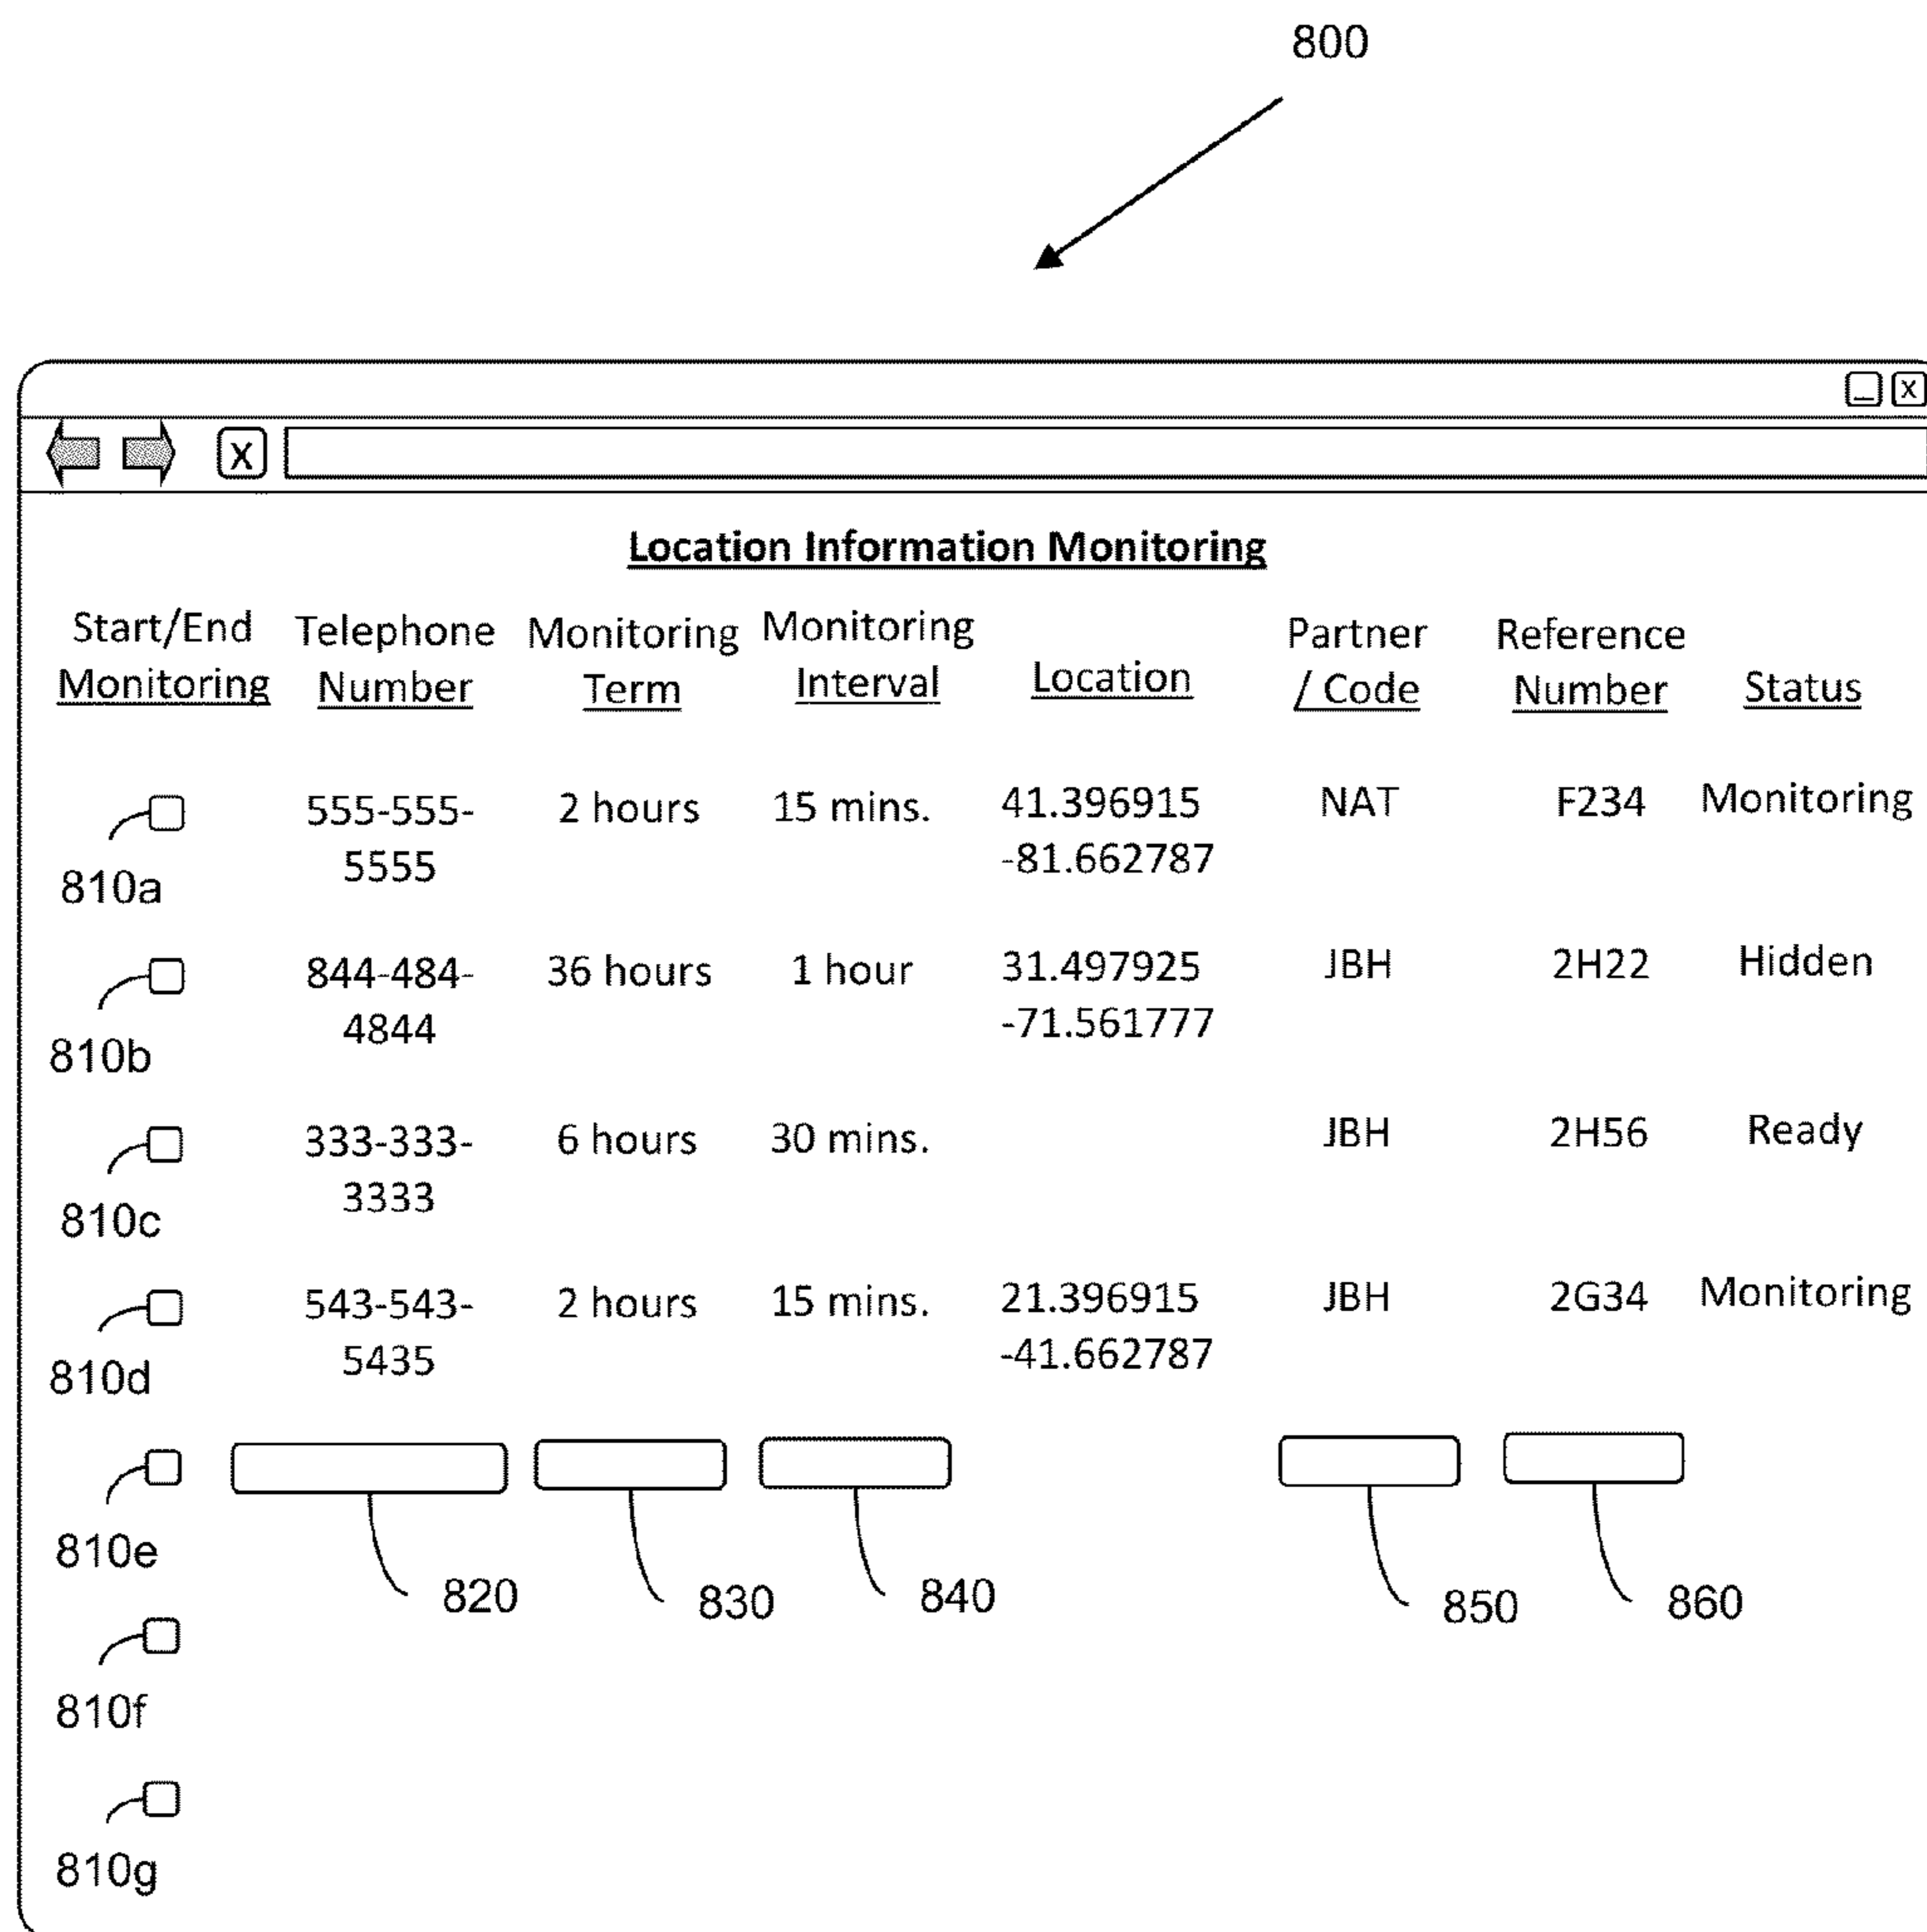 800
_ X
X
Location Information Monitoring
Start/End Telephone Monitoring Monitoring Partner Reference
Monitoring Number Term Interval Location / Code Number Status
555-555- 2 hours 15 mins. 41.396915 NAT F234 Monitoring
5555 -81.662787
810a
844-484- 36 hours 1 hour 31.497925 JBH 2H22 Hidden
4844 -71.561777
810b
333-333- 6 hours 30 mins. JBH 2H56 Ready
3333
810c
543-543- 2 hours 15 mins. 21.396915 JBH 2G34 Monitoring
5435 -41.662787
810d
810e
820 830 840 850 860
810f
810g